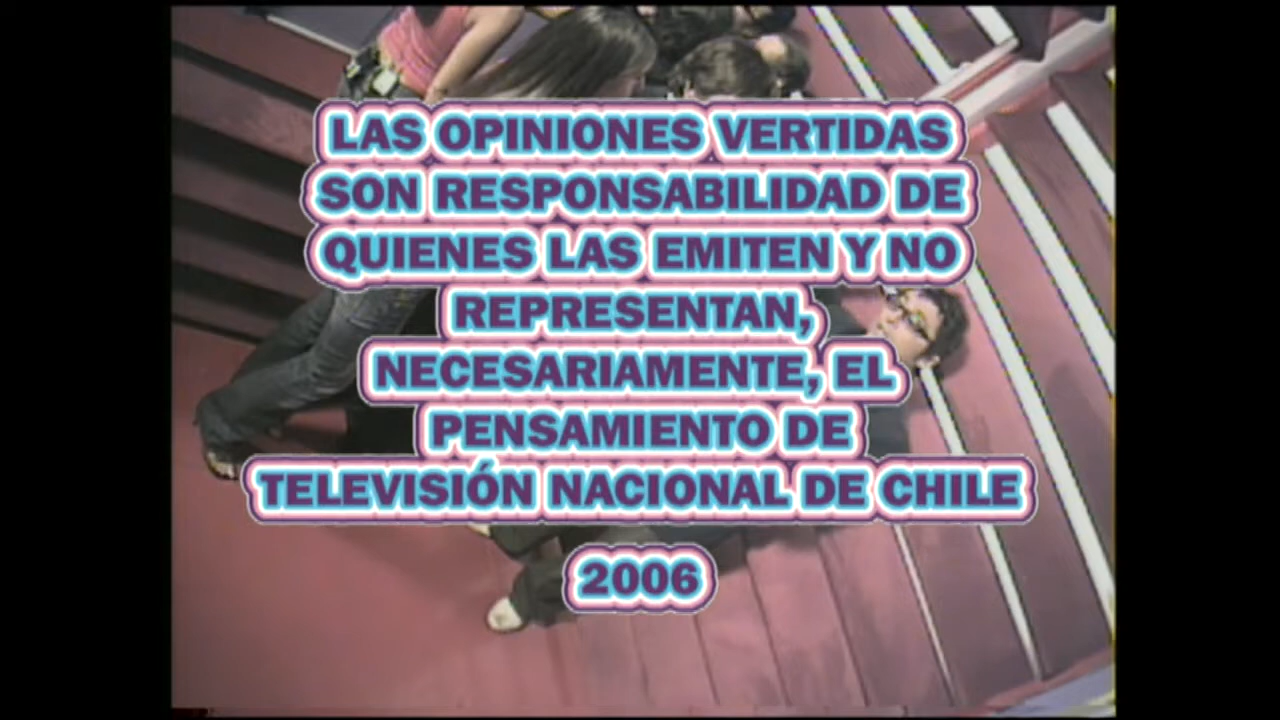 LAS OPINIONES VERTIDAS
SON RESPONSABILIDAD DE
QUIENES LAS EMITEN Y NO
REPRESENTAN,
NECESARIAMENTE, EL
PENSAMIENTO DE
TELEVISIÓN NACIONAL DE CHILE
2006